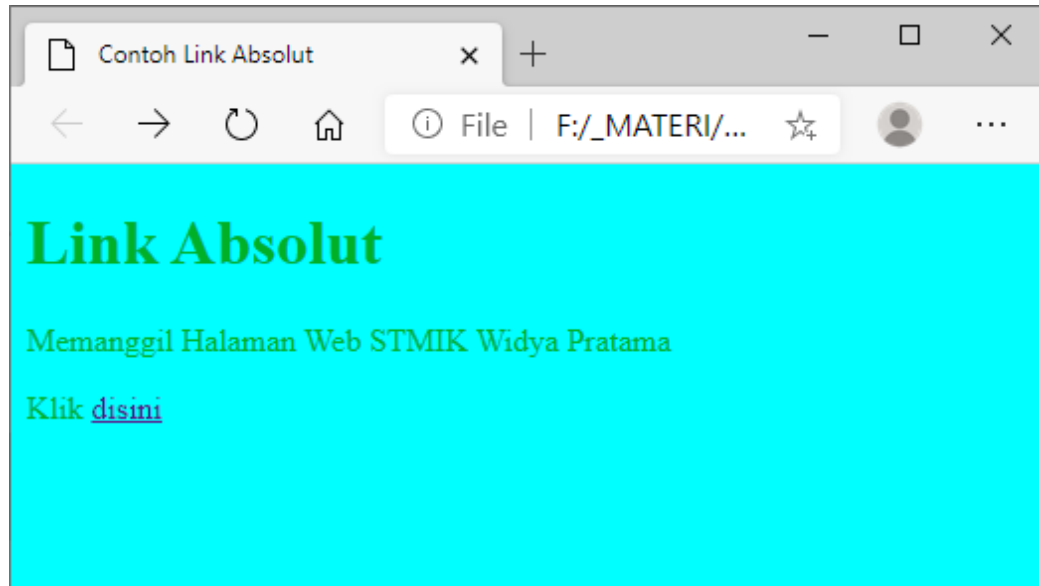 Contoh Link Absolut
File | F:/_MATERI/...
Link Absolut
Memanggil Halaman Web STMIK Widya Pratama
Klik disini